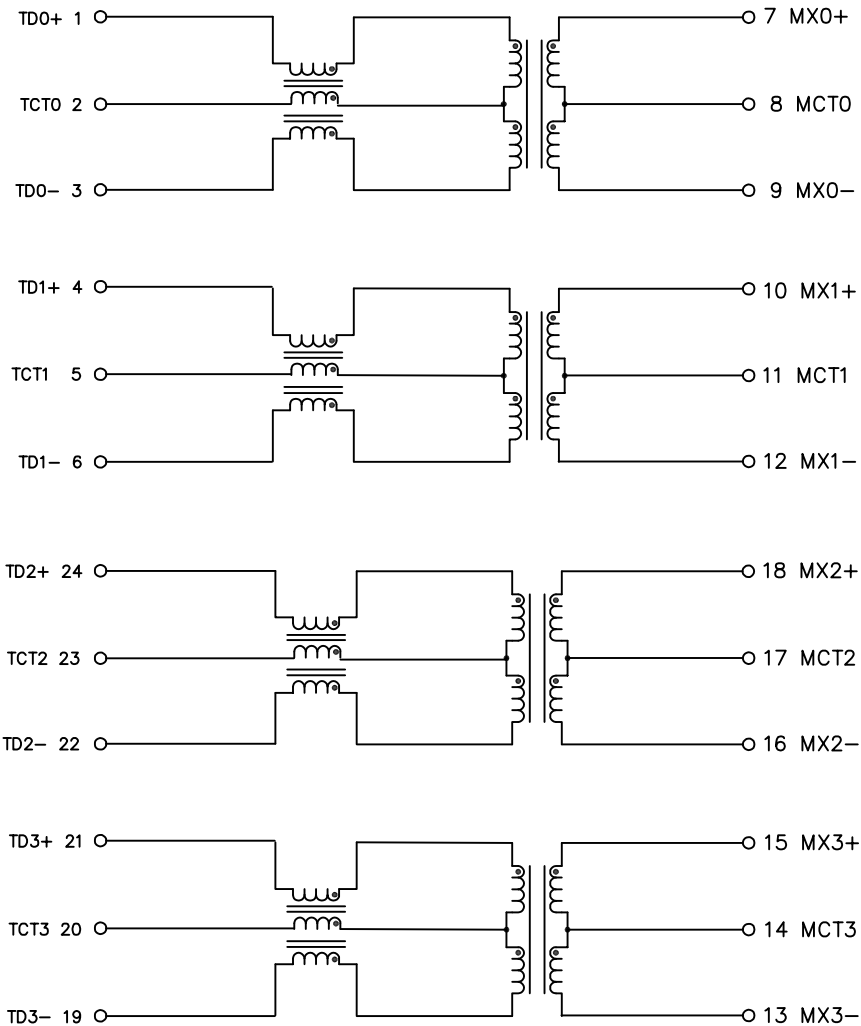 TD0+ 1 7 MX0+
TCT0 2 8 MCT0
TD0- 3 9 MX0-
TD1+ 4 10 MX1+
TCT1 5 11 MCT1
TD1- 6 12 MX1-
TD2+ 24 18 MX2+
TCT2 23 17 MCT2
TD2- 22 16 MX2-
TD3+ 21 15 MX3+
TCT3 20 14 MCT3
TD3- 19 13 MX3-